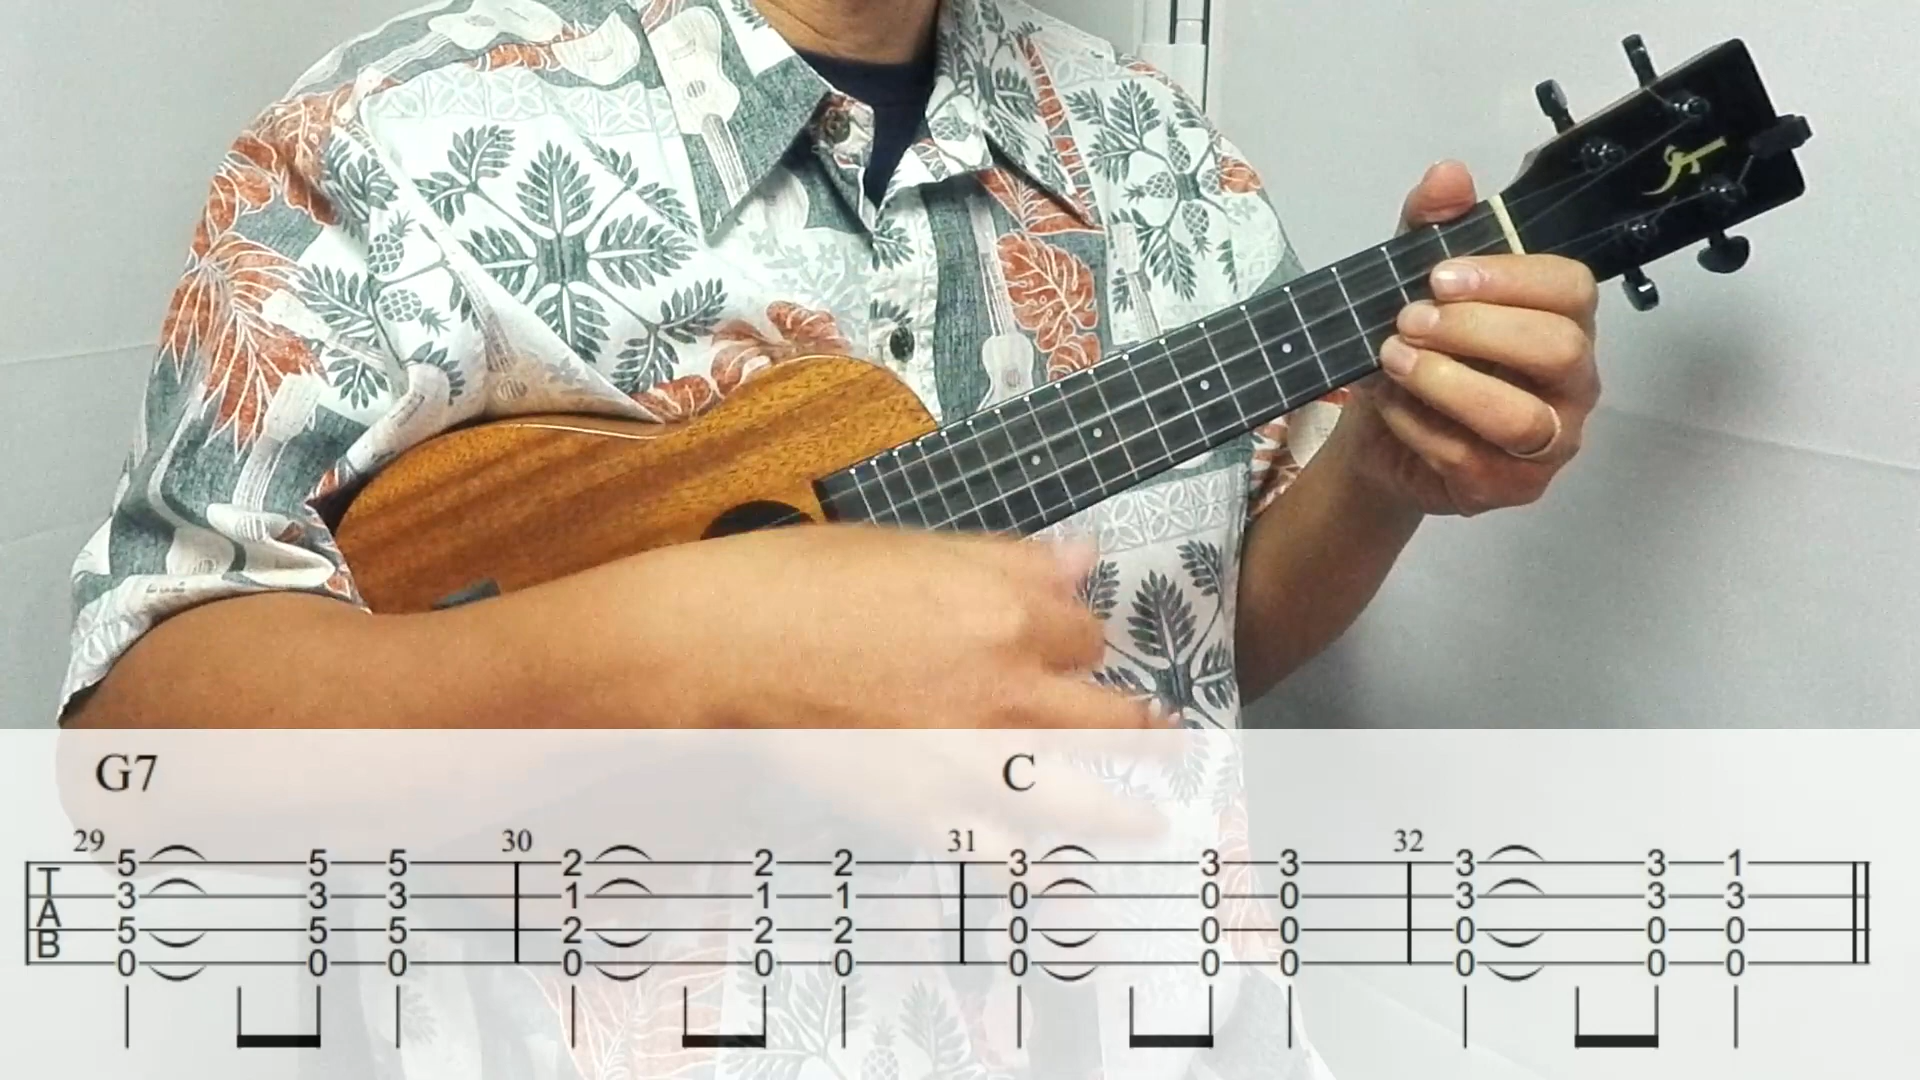 G7 C
29 30 31 32
5 5 5 2 2 2 3 3 3 3 3 1
T 3 3 3 1 1 1 0 0 0 3 3 3
A 5 5 5 2 2 2 0 0 0 0 0 0
B 0 0 0 0 0 0 0 0 0 0 0 0